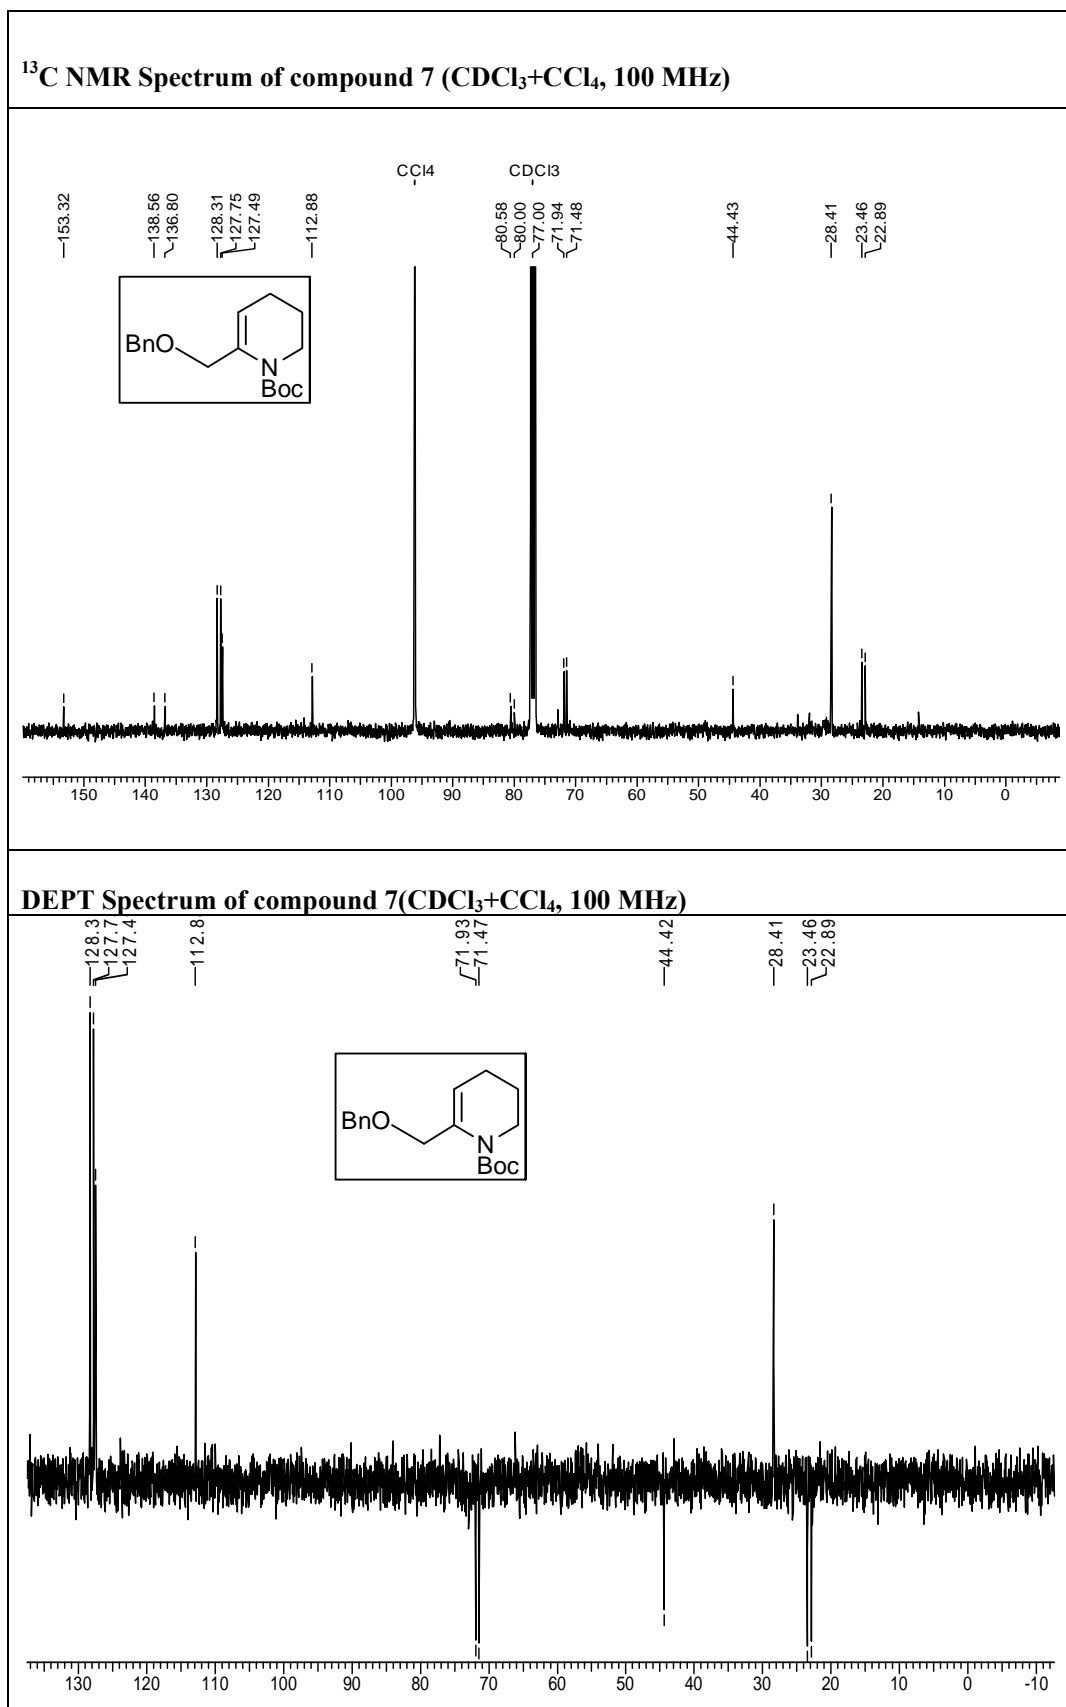 ¹³C NMR Spectrum of compound 7 (CDCl₃+CCl₄, 100 MHz)
CCl4
CDCl3
153.32
138.56
136.80
128.31
127.75
127.49
112.88
80.58
80.00
77.00
71.94
71.48
44.43
28.41
23.46
22.89
BnO
N
Boc
150 140 130 120 110 100 90 80 70 60 50 40 30 20 10 0
DEPT Spectrum of compound 7(CDCl₃+CCl₄, 100 MHz)
128.3
127.7
127.4
112.8
71.93
71.47
44.42
28.41
23.46
22.89
BnO
N
Boc
130 120 110 100 90 80 70 60 50 40 30 20 10 0 -10